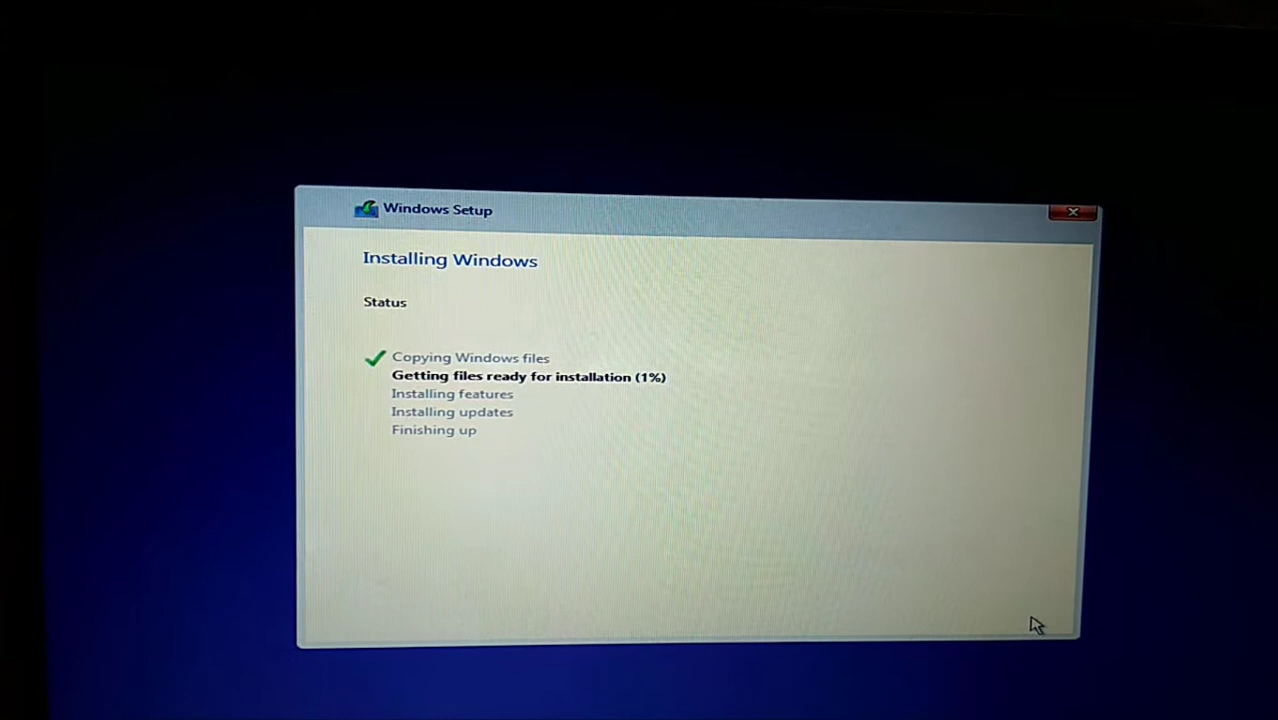 Windows Setup
Installing Windows
Status
Copying Windows files
Getting files ready for installation (1%)
Installing features
Installing updates
Finishing up